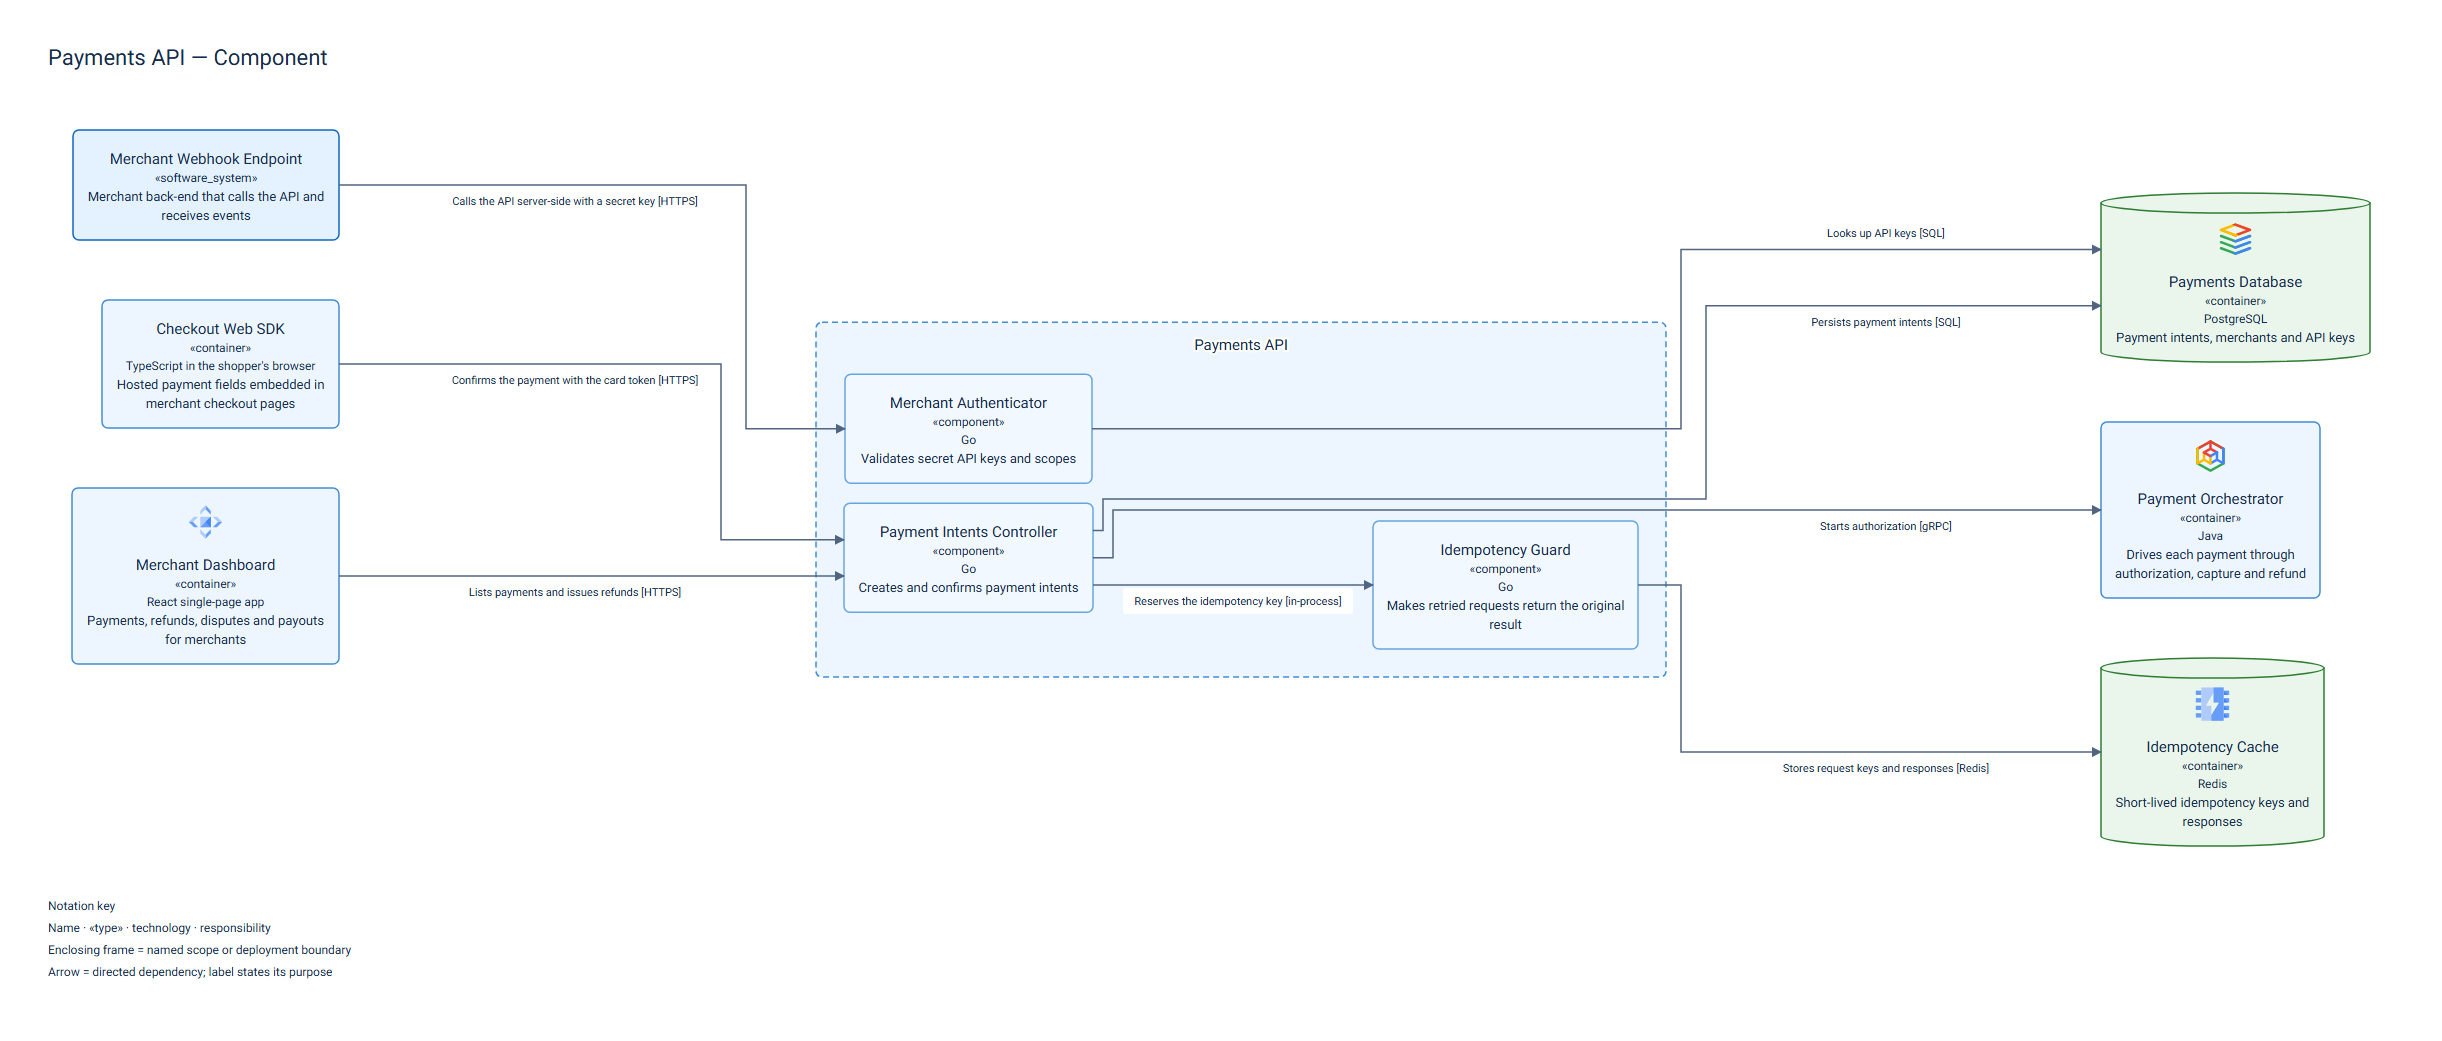 Payments API — Component
Merchant Webhook Endpoint
«software_system»
Merchant back-end that calls the API and
receives events
Calls the API server-side with a secret key [HTTPS]
Checkout Web SDK
«container»
TypeScript in the shopper's browser
Hosted payment fields embedded in
merchant checkout pages
Confirms the payment with the card token [HTTPS]
Merchant Dashboard
«container»
React single-page app
Payments, refunds, disputes and payouts
for merchants
Lists payments and issues refunds [HTTPS]
Payments API
Merchant Authenticator
«component»
Go
Validates secret API keys and scopes
Payment Intents Controller
«component»
Go
Creates and confirms payment intents
Reserves the idempotency key [in-process]
Idempotency Guard
«component»
Go
Makes retried requests return the original
result
Looks up API keys [SQL]
Persists payment intents [SQL]
Starts authorization [gRPC]
Stores request keys and responses [Redis]
Payments Database
«container»
PostgreSQL
Payment intents, merchants and API keys
Payment Orchestrator
«container»
Java
Drives each payment through
authorization, capture and refund
Idempotency Cache
«container»
Redis
Short-lived idempotency keys and
responses
Notation key
Name · «type» · technology · responsibility
Enclosing frame = named scope or deployment boundary
Arrow = directed dependency; label states its purpose